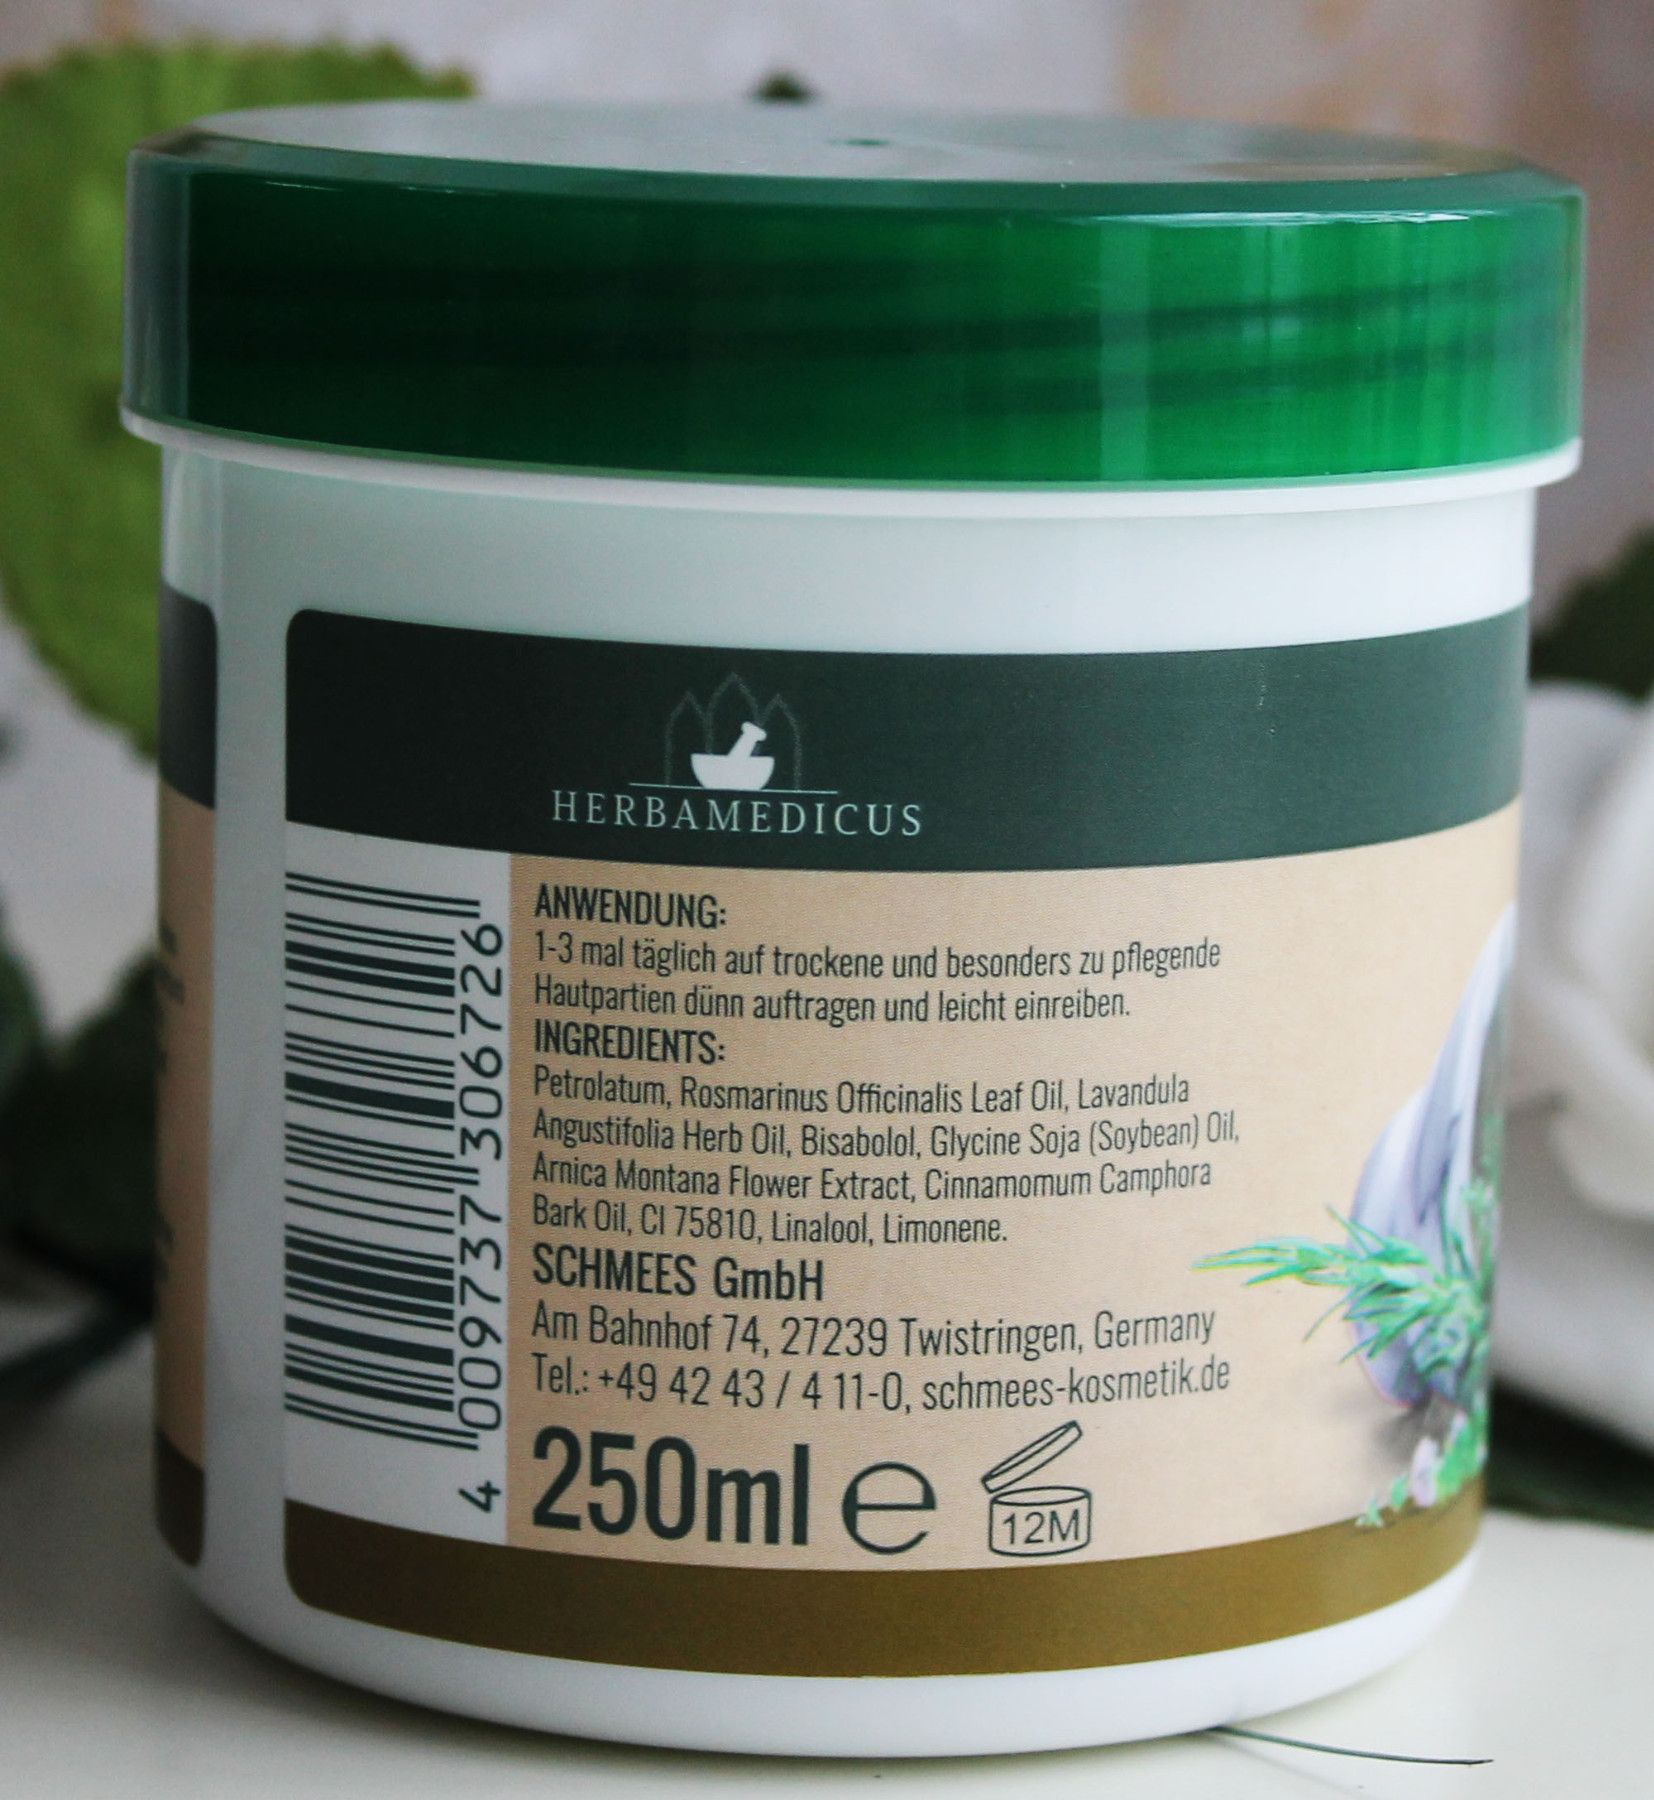 HERBAMEDICUS
ANWENDUNG:
1-3 mal täglich auf trockene und besonders zu pflegende
Hautpartien dünn auftragen und leicht einreiben.
INGREDIENTS:
Petrolatum, Rosmarinus Officinalis Leaf Oil, Lavandula
Angustifolia Herb Oil, Bisabolol, Glycine Soja (Soybean) Oil,
Arnica Montana Flower Extract, Cinnamomum Camphora
Bark Oil, CI 75810, Linalool, Limonene.
SCHMEES GmbH
Am Bahnhof 74, 27239 Twistringen, Germany
Tel.: +49 42 43 / 4 11-0, schmees-kosmetik.de
250ml e
12M
4 009737 306726